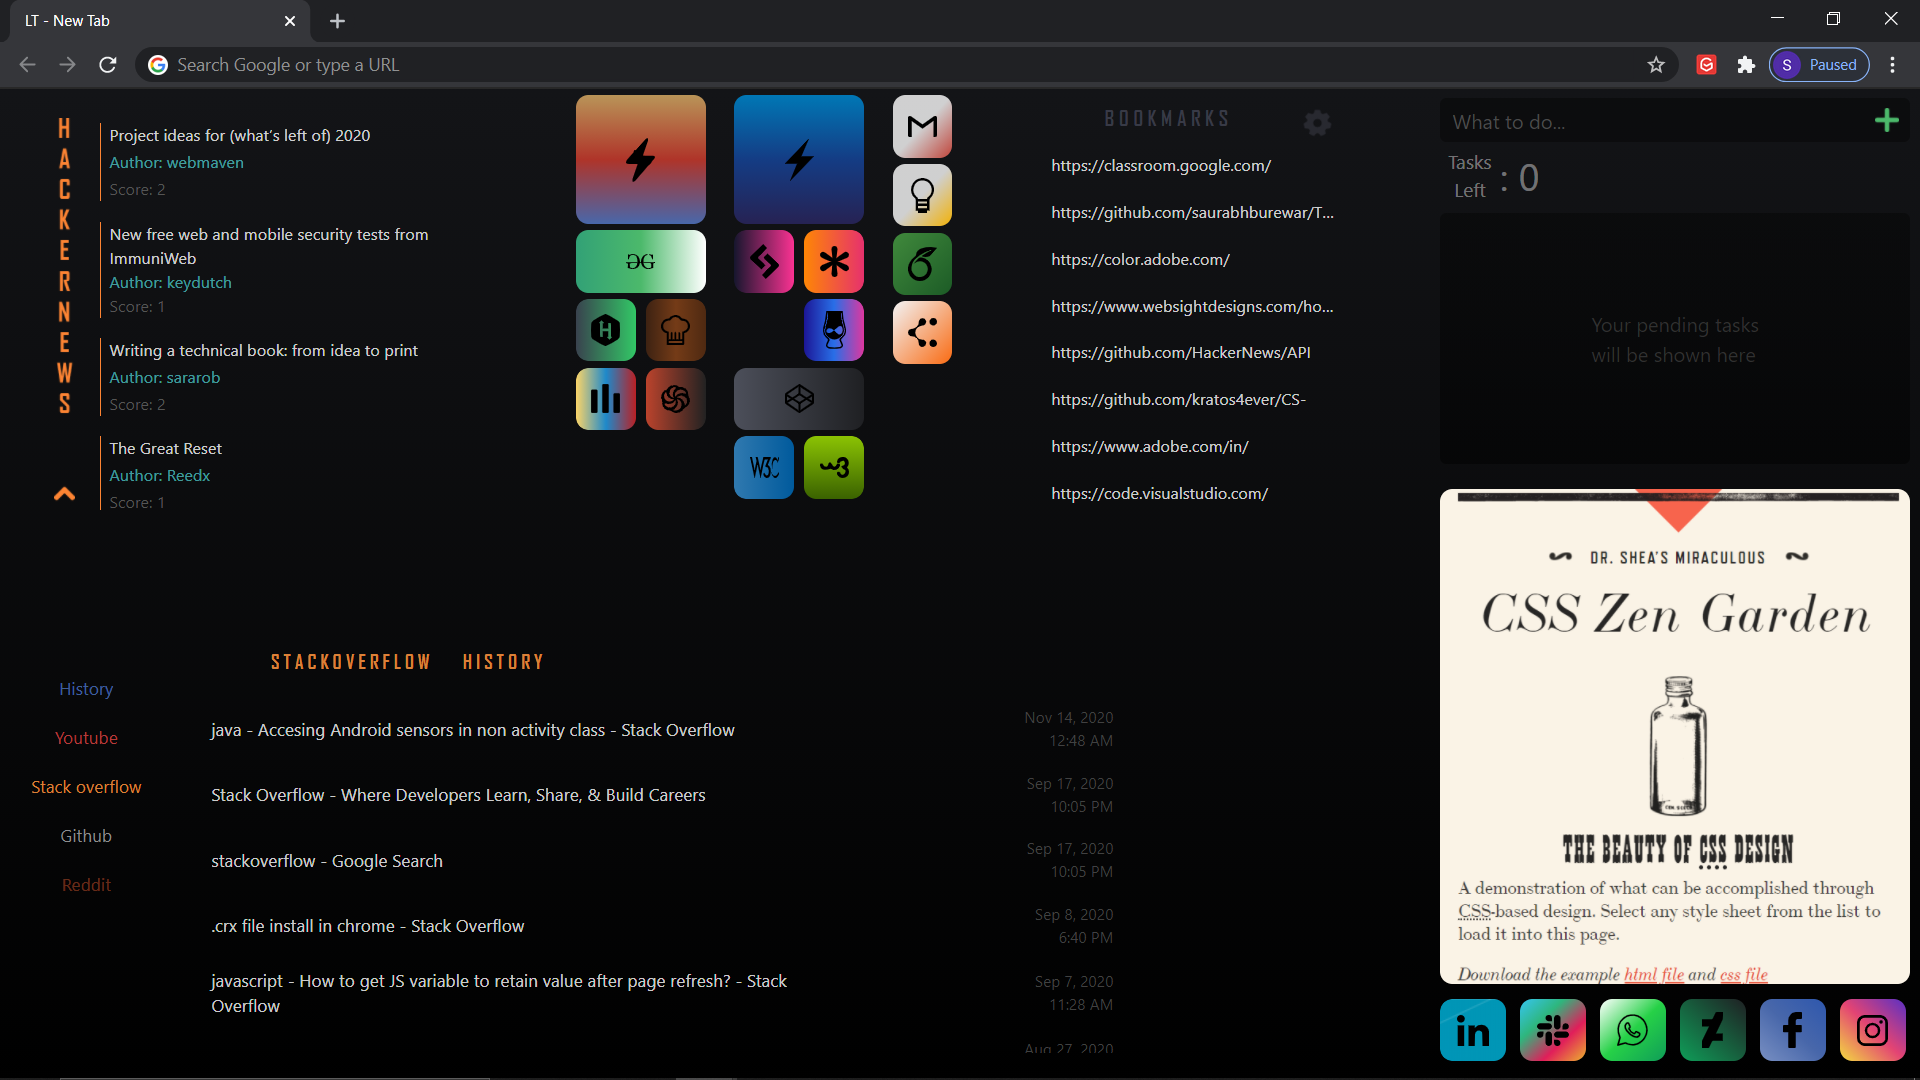 LT - New Tab
Search Google or type a URL
S
Paused
HACKERNEWS
Project ideas for (what's left of) 2020
Author: webmaven
Score: 2
New free web and mobile security tests from
ImmuniWeb
Author: keydutch
Score: 1
Writing a technical book: from idea to print
Author: sararob
Score: 2
The Great Reset
Author: Reedx
Score: 1
W3C
BOOKMARKS
https://classroom.google.com/
https://github.com/saurabhburewar/T...
https://color.adobe.com/
https://www.websightdesigns.com/ho...
https://github.com/HackerNews/API
https://github.com/kratos4ever/CS-
https://www.adobe.com/in/
https://code.visualstudio.com/
What to do...
Tasks
Left : 0
Your pending tasks
will be shown here
DR. SHEA'S MIRACULOUS
CSS Zen Garden
THE BEAUTY OF CSS DESIGN
A demonstration of what can be accomplished through
CSS-based design. Select any style sheet from the list to
load it into this page.
Download the example html file and css file
STACKOVERFLOW HISTORY
History
Youtube
Stack overflow
Github
Reddit
java - Accesing Android sensors in non activity class - Stack Overflow
Nov 14, 2020
12:48 AM
Stack Overflow - Where Developers Learn, Share, & Build Careers
Sep 17, 2020
10:05 PM
stackoverflow - Google Search
Sep 17, 2020
10:05 PM
.crx file install in chrome - Stack Overflow
Sep 8, 2020
6:40 PM
javascript - How to get JS variable to retain value after page refresh? - Stack
Overflow
Sep 7, 2020
11:28 AM
Aug 27, 2020